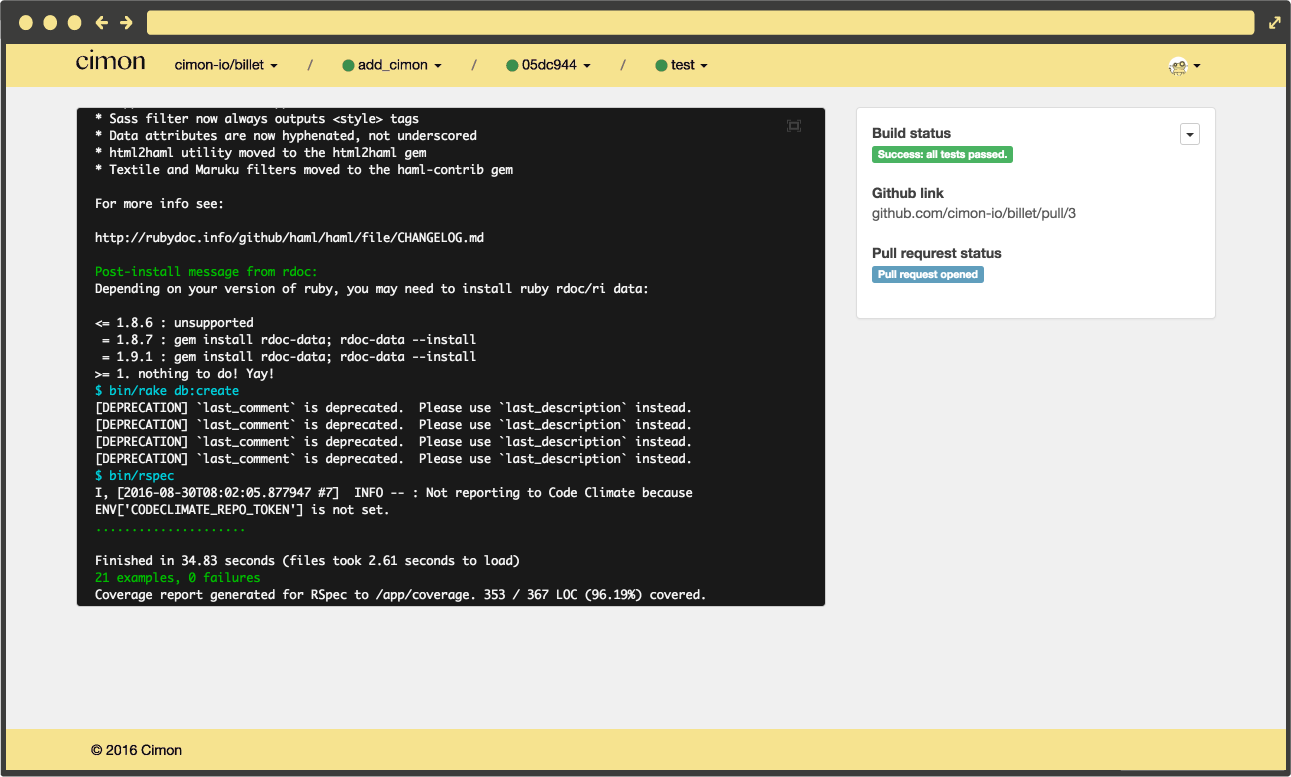 cimon
cimon-io/billet / add_cimon / 05dc944 / test
* Sass filter now always outputs <style> tags
* Data attributes are now hyphenated, not underscored
* html2haml utility moved to the html2haml gem
* Textile and Maruku filters moved to the haml-contrib gem
For more info see:
http://rubydoc.info/github/haml/haml/file/CHANGELOG.md
Post-install message from rdoc:
Depending on your version of ruby, you may need to install ruby rdoc/ri data:
<= 1.8.6 : unsupported
= 1.8.7 : gem install rdoc-data; rdoc-data --install
= 1.9.1 : gem install rdoc-data; rdoc-data --install
>= 1. nothing to do! Yay!
$ bin/rake db:create
[DEPRECATION] `last_comment` is deprecated.  Please use `last_description` instead.
[DEPRECATION] `last_comment` is deprecated.  Please use `last_description` instead.
[DEPRECATION] `last_comment` is deprecated.  Please use `last_description` instead.
[DEPRECATION] `last_comment` is deprecated.  Please use `last_description` instead.
$ bin/rspec
I, [2016-08-30T08:02:05.877947 #7]  INFO -- : Not reporting to Code Climate because
ENV['CODECLIMATE_REPO_TOKEN'] is not set.
.....................
Finished in 34.83 seconds (files took 2.61 seconds to load)
21 examples, 0 failures
Coverage report generated for RSpec to /app/coverage. 353 / 367 LOC (96.19%) covered.
Build status
Success: all tests passed.
Github link
github.com/cimon-io/billet/pull/3
Pull requrest status
Pull request opened
© 2016 Cimon